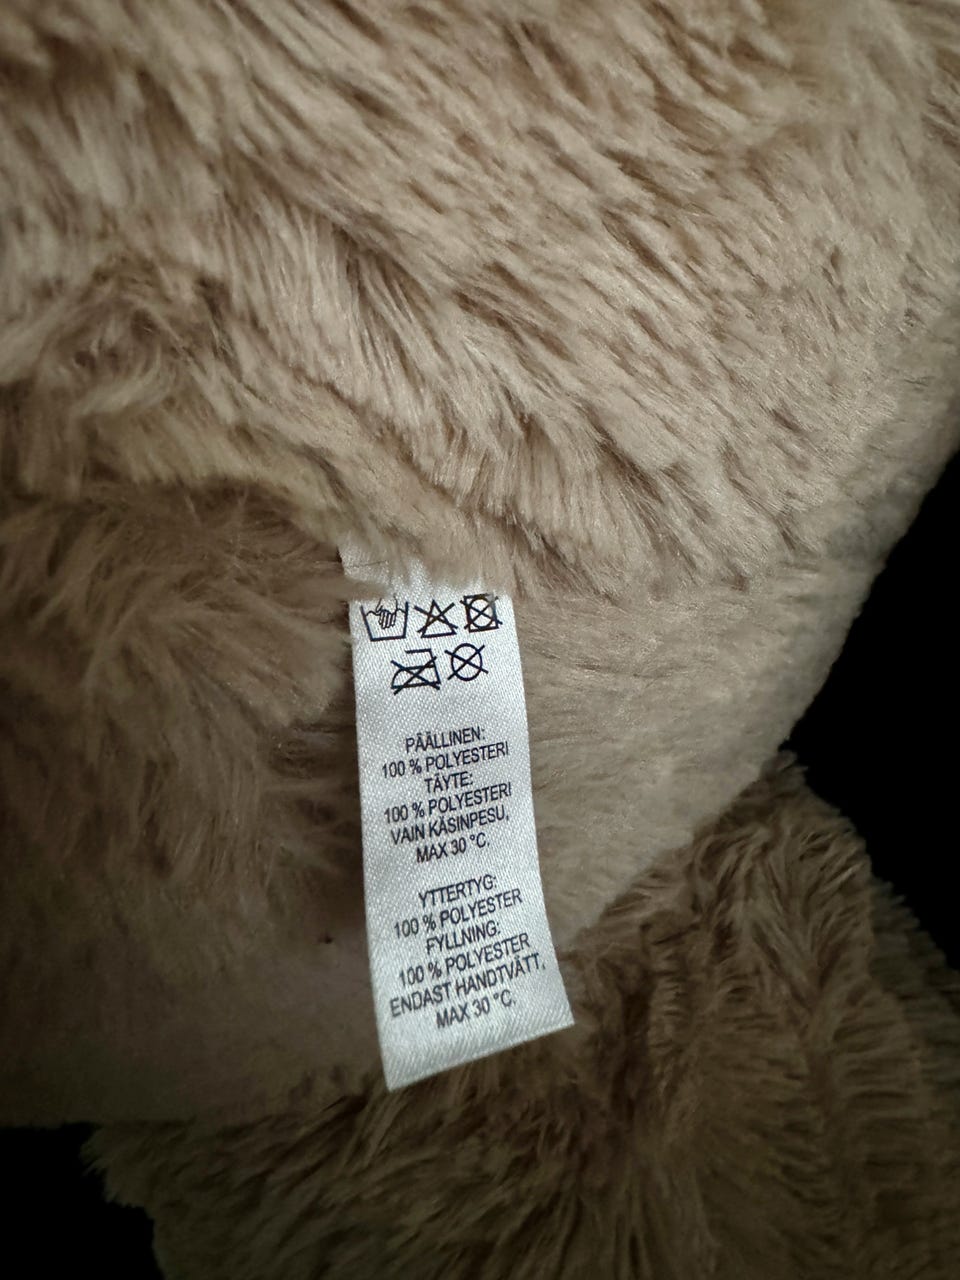 PÄÄLLINEN:
100 % POLYESTERI
TÄYTE:
100 % POLYESTERI
VAIN KÄSINPESU,
MAX 30 °C.
YTTERTYG:
100 % POLYESTER
FYLLNING:
100 % POLYESTER
ENDAST HANDTVÄTT,
MAX 30 °C.